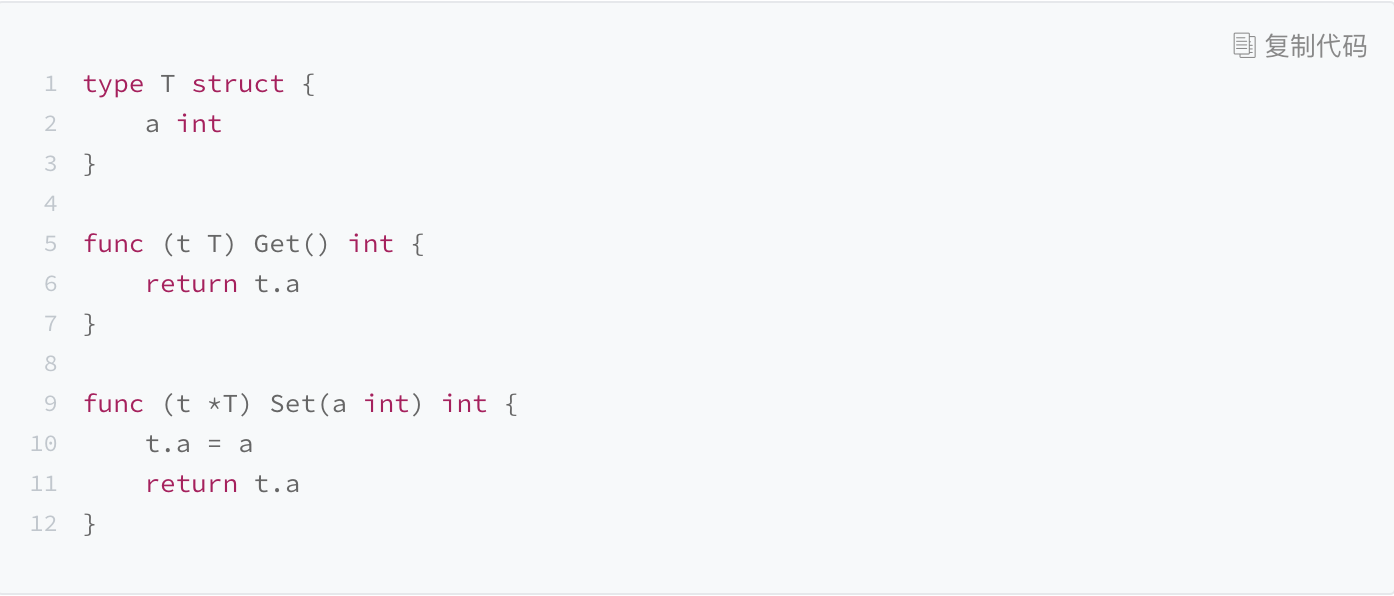 复制代码
1 type T struct {
2     a int
3 }
4
5 func (t T) Get() int {
6     return t.a
7 }
8
9 func (t *T) Set(a int) int {
10     t.a = a
11     return t.a
12 }